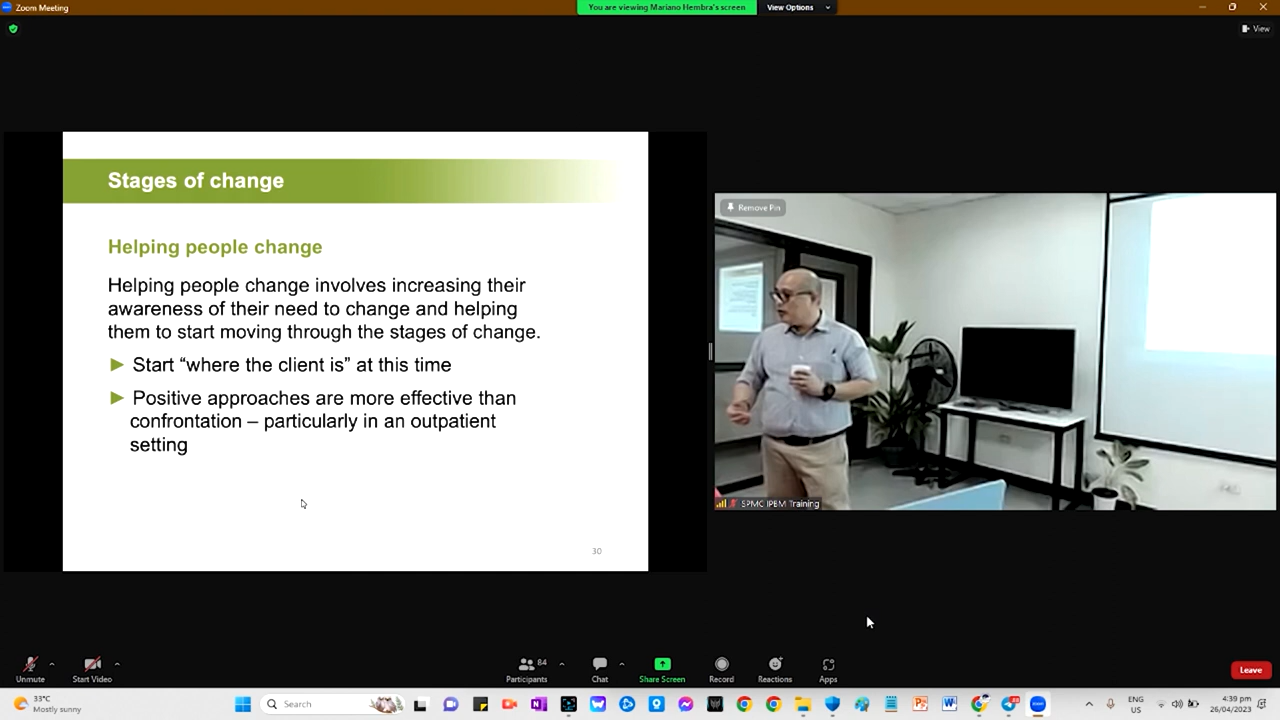 Zoom Meeting
You are viewing Mariano Hembra's screen
View Options
View
Stages of change
Helping people change
Helping people change involves increasing their
awareness of their need to change and helping
them to start moving through the stages of change.
Start “where the client is” at this time
Positive approaches are more effective than
confrontation – particularly in an outpatient
setting
30
Remove Pin
SPMC IPBM Training
Unmute
Start Video
84
Participants
Chat
Share Screen
Record
Reactions
Apps
Leave
33°C
Mostly sunny
Search
ENG
US
4:39 pm
26/04/2023